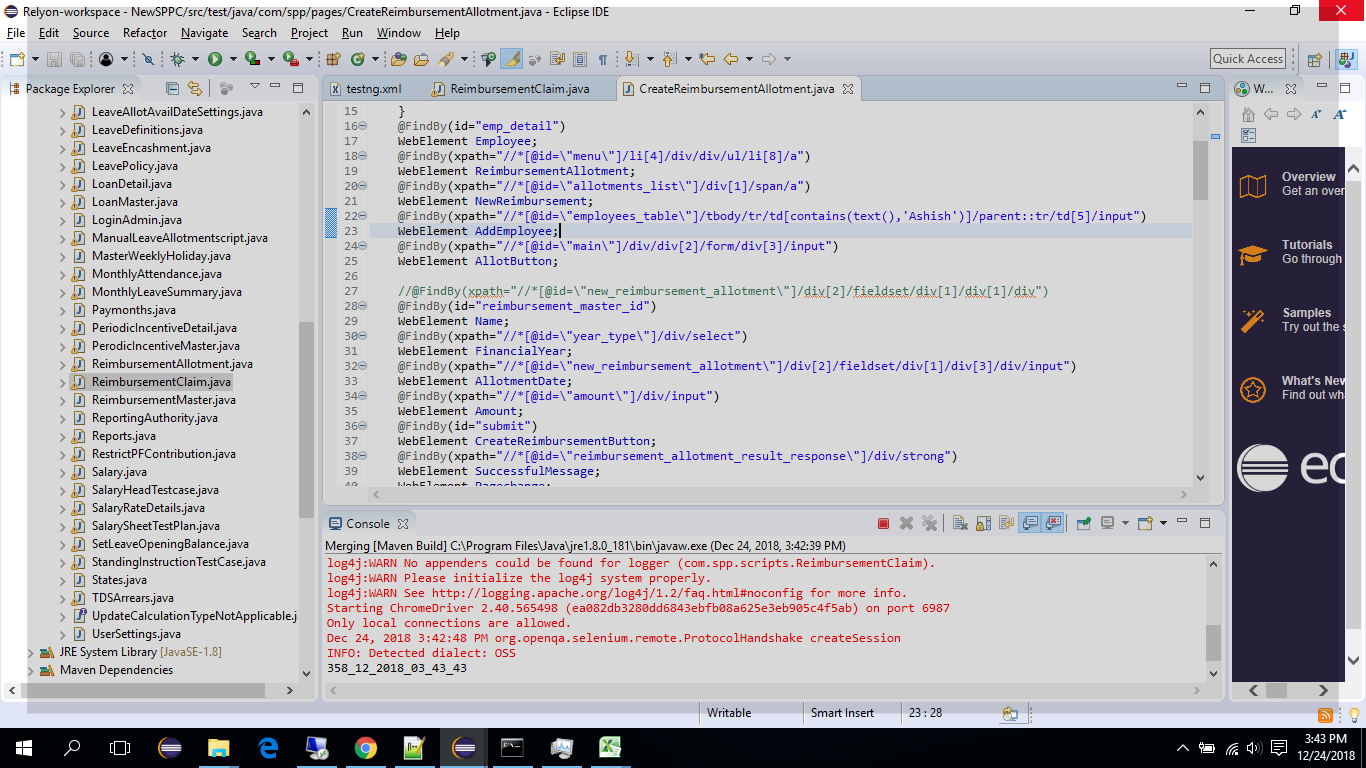 Relyon-workspace - NewSPPC/src/test/java/com/spp/pages/CreateReimbursementAllotment.java - Eclipse IDE
File Edit Source Refactor Navigate Search Project Run Window Help
Quick Access
Package Explorer
LeaveAllotAvailDateSettings.java
LeaveDefinitions.java
LeaveEncashment.java
LeavePolicy.java
LoanDetail.java
LoanMaster.java
LoginAdmin.java
ManualLeaveAllotmentscript.java
MasterWeeklyHoliday.java
MonthlyAttendance.java
MonthlyLeaveSummary.java
Paymonths.java
PeriodicIncentiveDetail.java
PerodicIncentiveMaster.java
ReimbursementAllotment.java
ReimbursementClaim.java
ReimbursementMaster.java
ReportingAuthority.java
Reports.java
RestrictPFContribution.java
Salary.java
SalaryHeadTestcase.java
SalaryRateDetails.java
SalarySheetTestPlan.java
SetLeaveOpeningBalance.java
StandingInstructionTestCase.java
States.java
TDSArrears.java
UpdateCalculationTypeNotApplicable.j
UserSettings.java
JRE System Library [JavaSE-1.8]
Maven Dependencies
testng.xml ReimbursementClaim.java CreateReimbursementAllotment.java
15 }
16 @FindBy(id="emp_detail")
17 WebElement Employee;
18 @FindBy(xpath="//*[@id=\"menu\"]/li[4]/div/div/ul/li[8]/a")
19 WebElement ReimbursementAllotment;
20 @FindBy(xpath="//*[@id=\"allotments_list\"]/div[1]/span/a")
21 WebElement NewReimbursement;
22 @FindBy(xpath="//*[@id=\"employees_table\"]/tbody/tr/td[contains(text(),'Ashish')]/parent::tr/td[5]/input")
23 WebElement AddEmployee;
24 @FindBy(xpath="//*[@id=\"main\"]/div/div[2]/form/div[3]/input")
25 WebElement AllotButton;
26
27 //@FindBy(xpath="//*[@id=\"new_reimbursement_allotment\"]/div[2]/fieldset/div[1]/div[1]/div")
28 @FindBy(id="reimbursement_master_id")
29 WebElement Name;
30 @FindBy(xpath="//*[@id=\"year_type\"]/div/select")
31 WebElement FinancialYear;
32 @FindBy(xpath="//*[@id=\"new_reimbursement_allotment\"]/div[2]/fieldset/div[1]/div[3]/div/input")
33 WebElement AllotmentDate;
34 @FindBy(xpath="//*[@id=\"amount\"]/div/input")
35 WebElement Amount;
36 @FindBy(id="submit")
37 WebElement CreateReimbursementButton;
38 @FindBy(xpath="//*[@id=\"reimbursement_allotment_result_response\"]/div/strong")
39 WebElement SuccessfulMessage;
40 WebElement Pagechange;
Console
Merging [Maven Build] C:\Program Files\Java\jre1.8.0_181\bin\javaw.exe (Dec 24, 2018, 3:42:39 PM)
log4j:WARN No appenders could be found for logger (com.spp.scripts.ReimbursementClaim).
log4j:WARN Please initialize the log4j system properly.
log4j:WARN See http://logging.apache.org/log4j/1.2/faq.html#noconfig for more info.
Starting ChromeDriver 2.40.565498 (ea082db3280dd6843ebfb08a625e3eb905c4f5ab) on port 6987
Only local connections are allowed.
Dec 24, 2018 3:42:48 PM org.openqa.selenium.remote.ProtocolHandshake createSession
INFO: Detected dialect: OSS
358_12_2018_03_43_43
W...
Overview
Get an over
Tutorials
Go through
Samples
Try out the s
What's New
Find out wh
ec
Writable Smart Insert 23 : 28
3:43 PM
12/24/2018